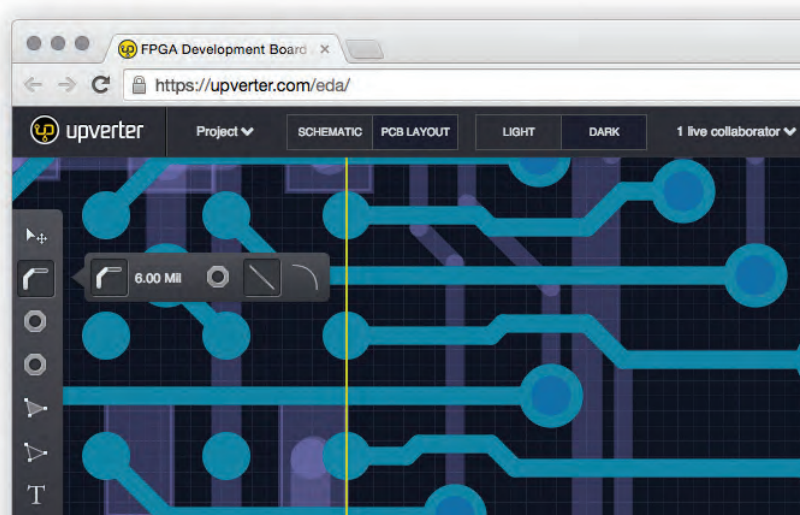 FPGA Development Board
https://upverter.com/eda/
upverter Project SCHEMATIC PCB LAYOUT LIGHT DARK 1 live collaborator
6.00 Mil
T